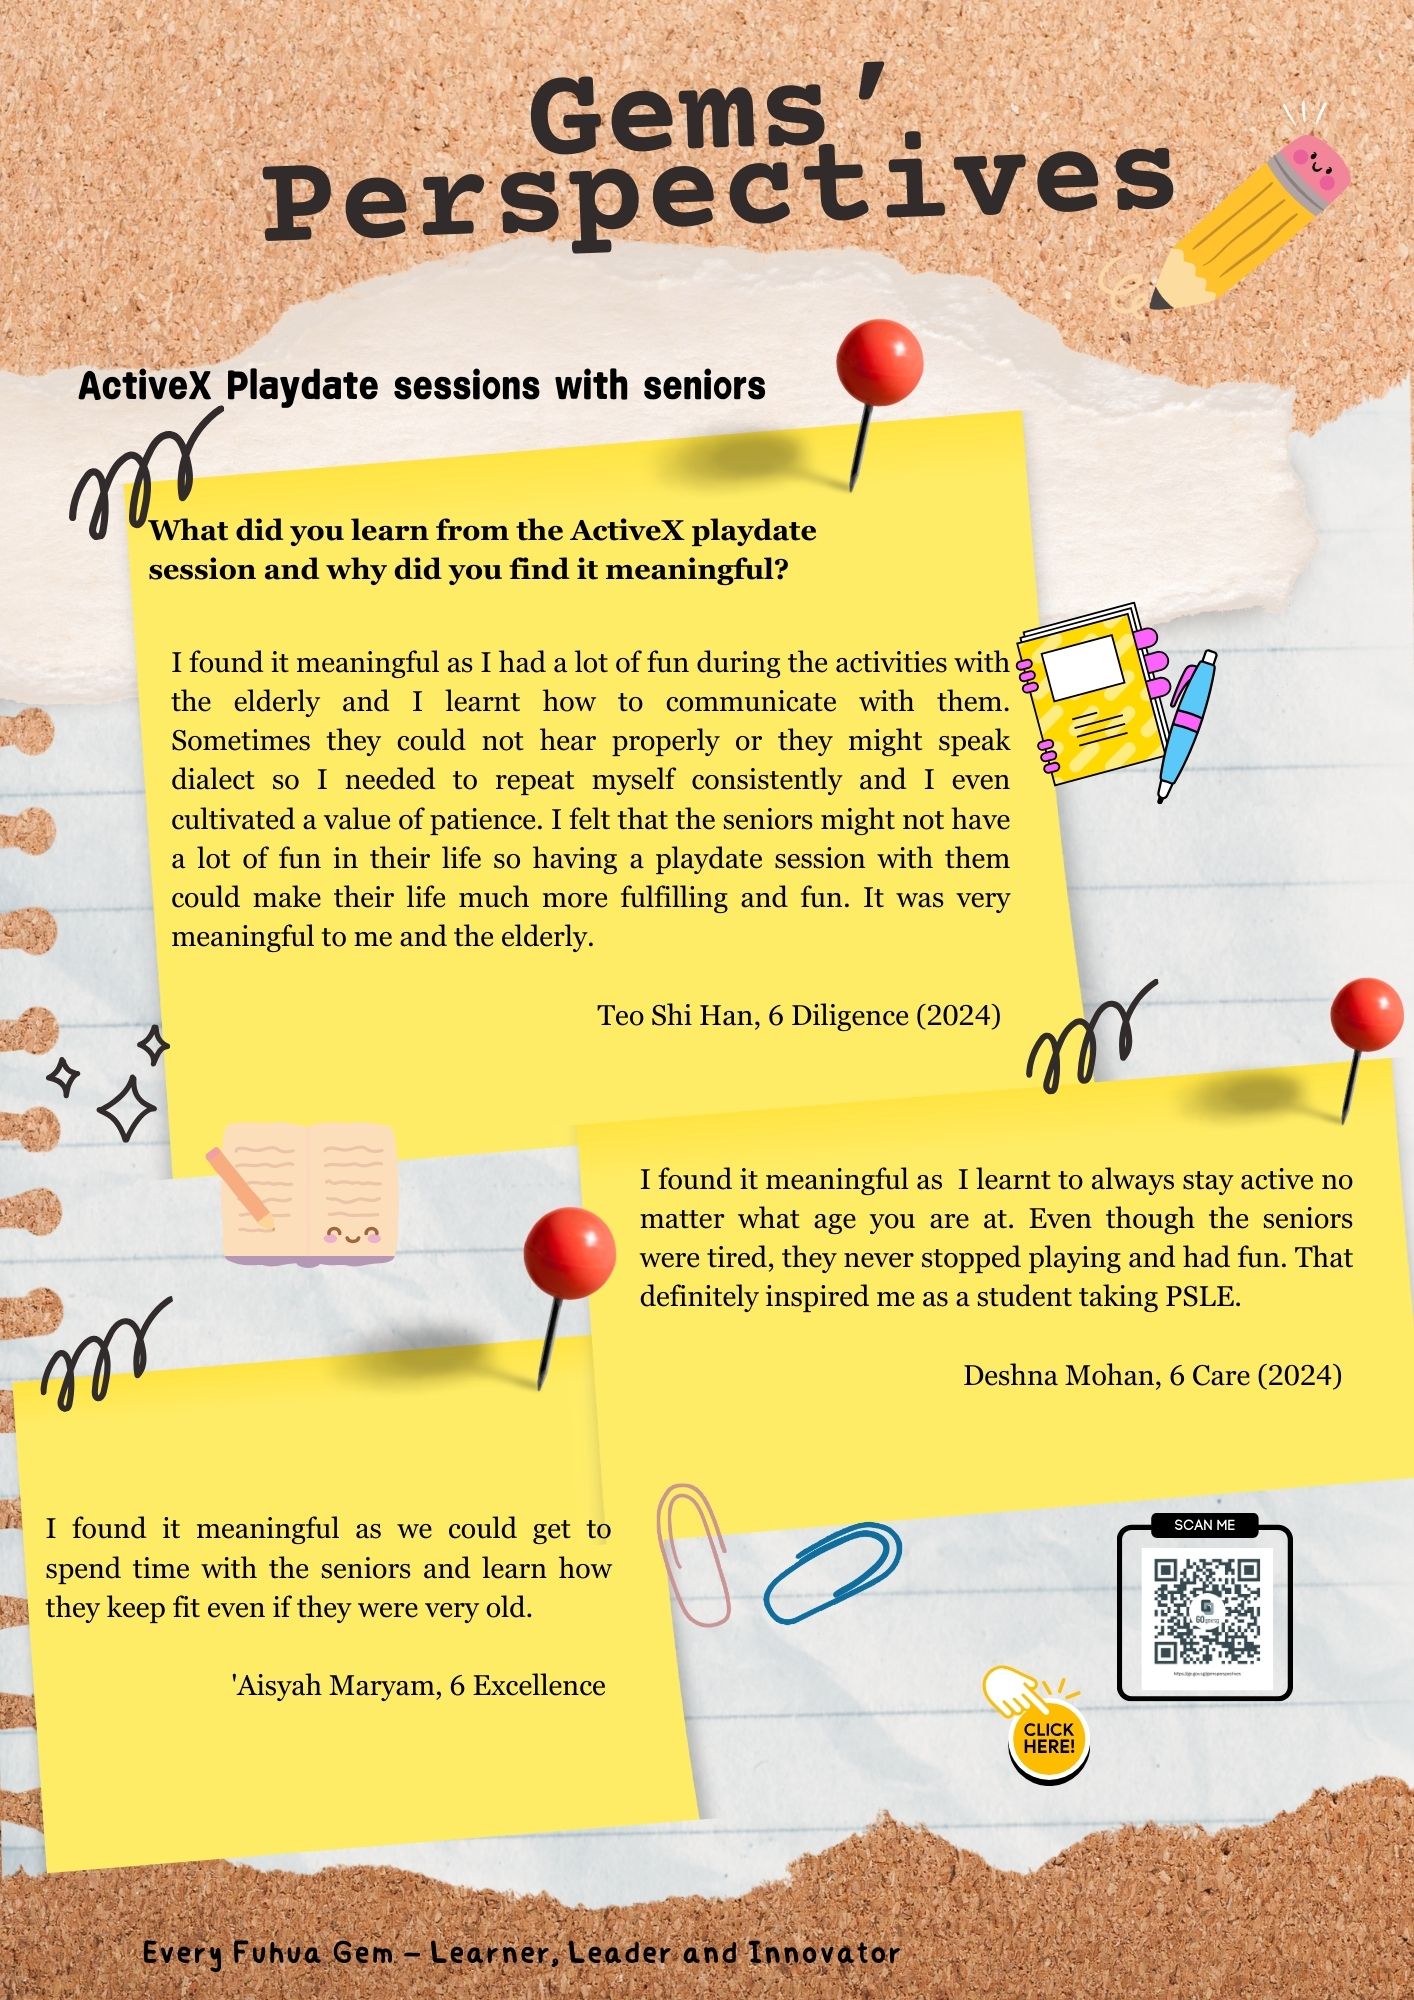 Gems’
Perspectives
ActiveX Playdate sessions with seniors
What did you learn from the ActiveX playdate
session and why did you find it meaningful?
I found it meaningful as I had a lot of fun during the activities with
the elderly and I learnt how to communicate with them.
Sometimes they could not hear properly or they might speak
dialect so I needed to repeat myself consistently and I even
cultivated a value of patience. I felt that the seniors might not have
a lot of fun in their life so having a playdate session with them
could make their life much more fulfilling and fun. It was very
meaningful to me and the elderly.
Teo Shi Han, 6 Diligence (2024)
I found it meaningful as  I learnt to always stay active no
matter what age you are at. Even though the seniors
were tired, they never stopped playing and had fun. That
definitely inspired me as a student taking PSLE.
Deshna Mohan, 6 Care (2024)
I found it meaningful as we could get to
spend time with the seniors and learn how
they keep fit even if they were very old.
'Aisyah Maryam, 6 Excellence
SCAN ME
CLICK
HERE!
Every Fuhua Gem – Learner, Leader and Innovator